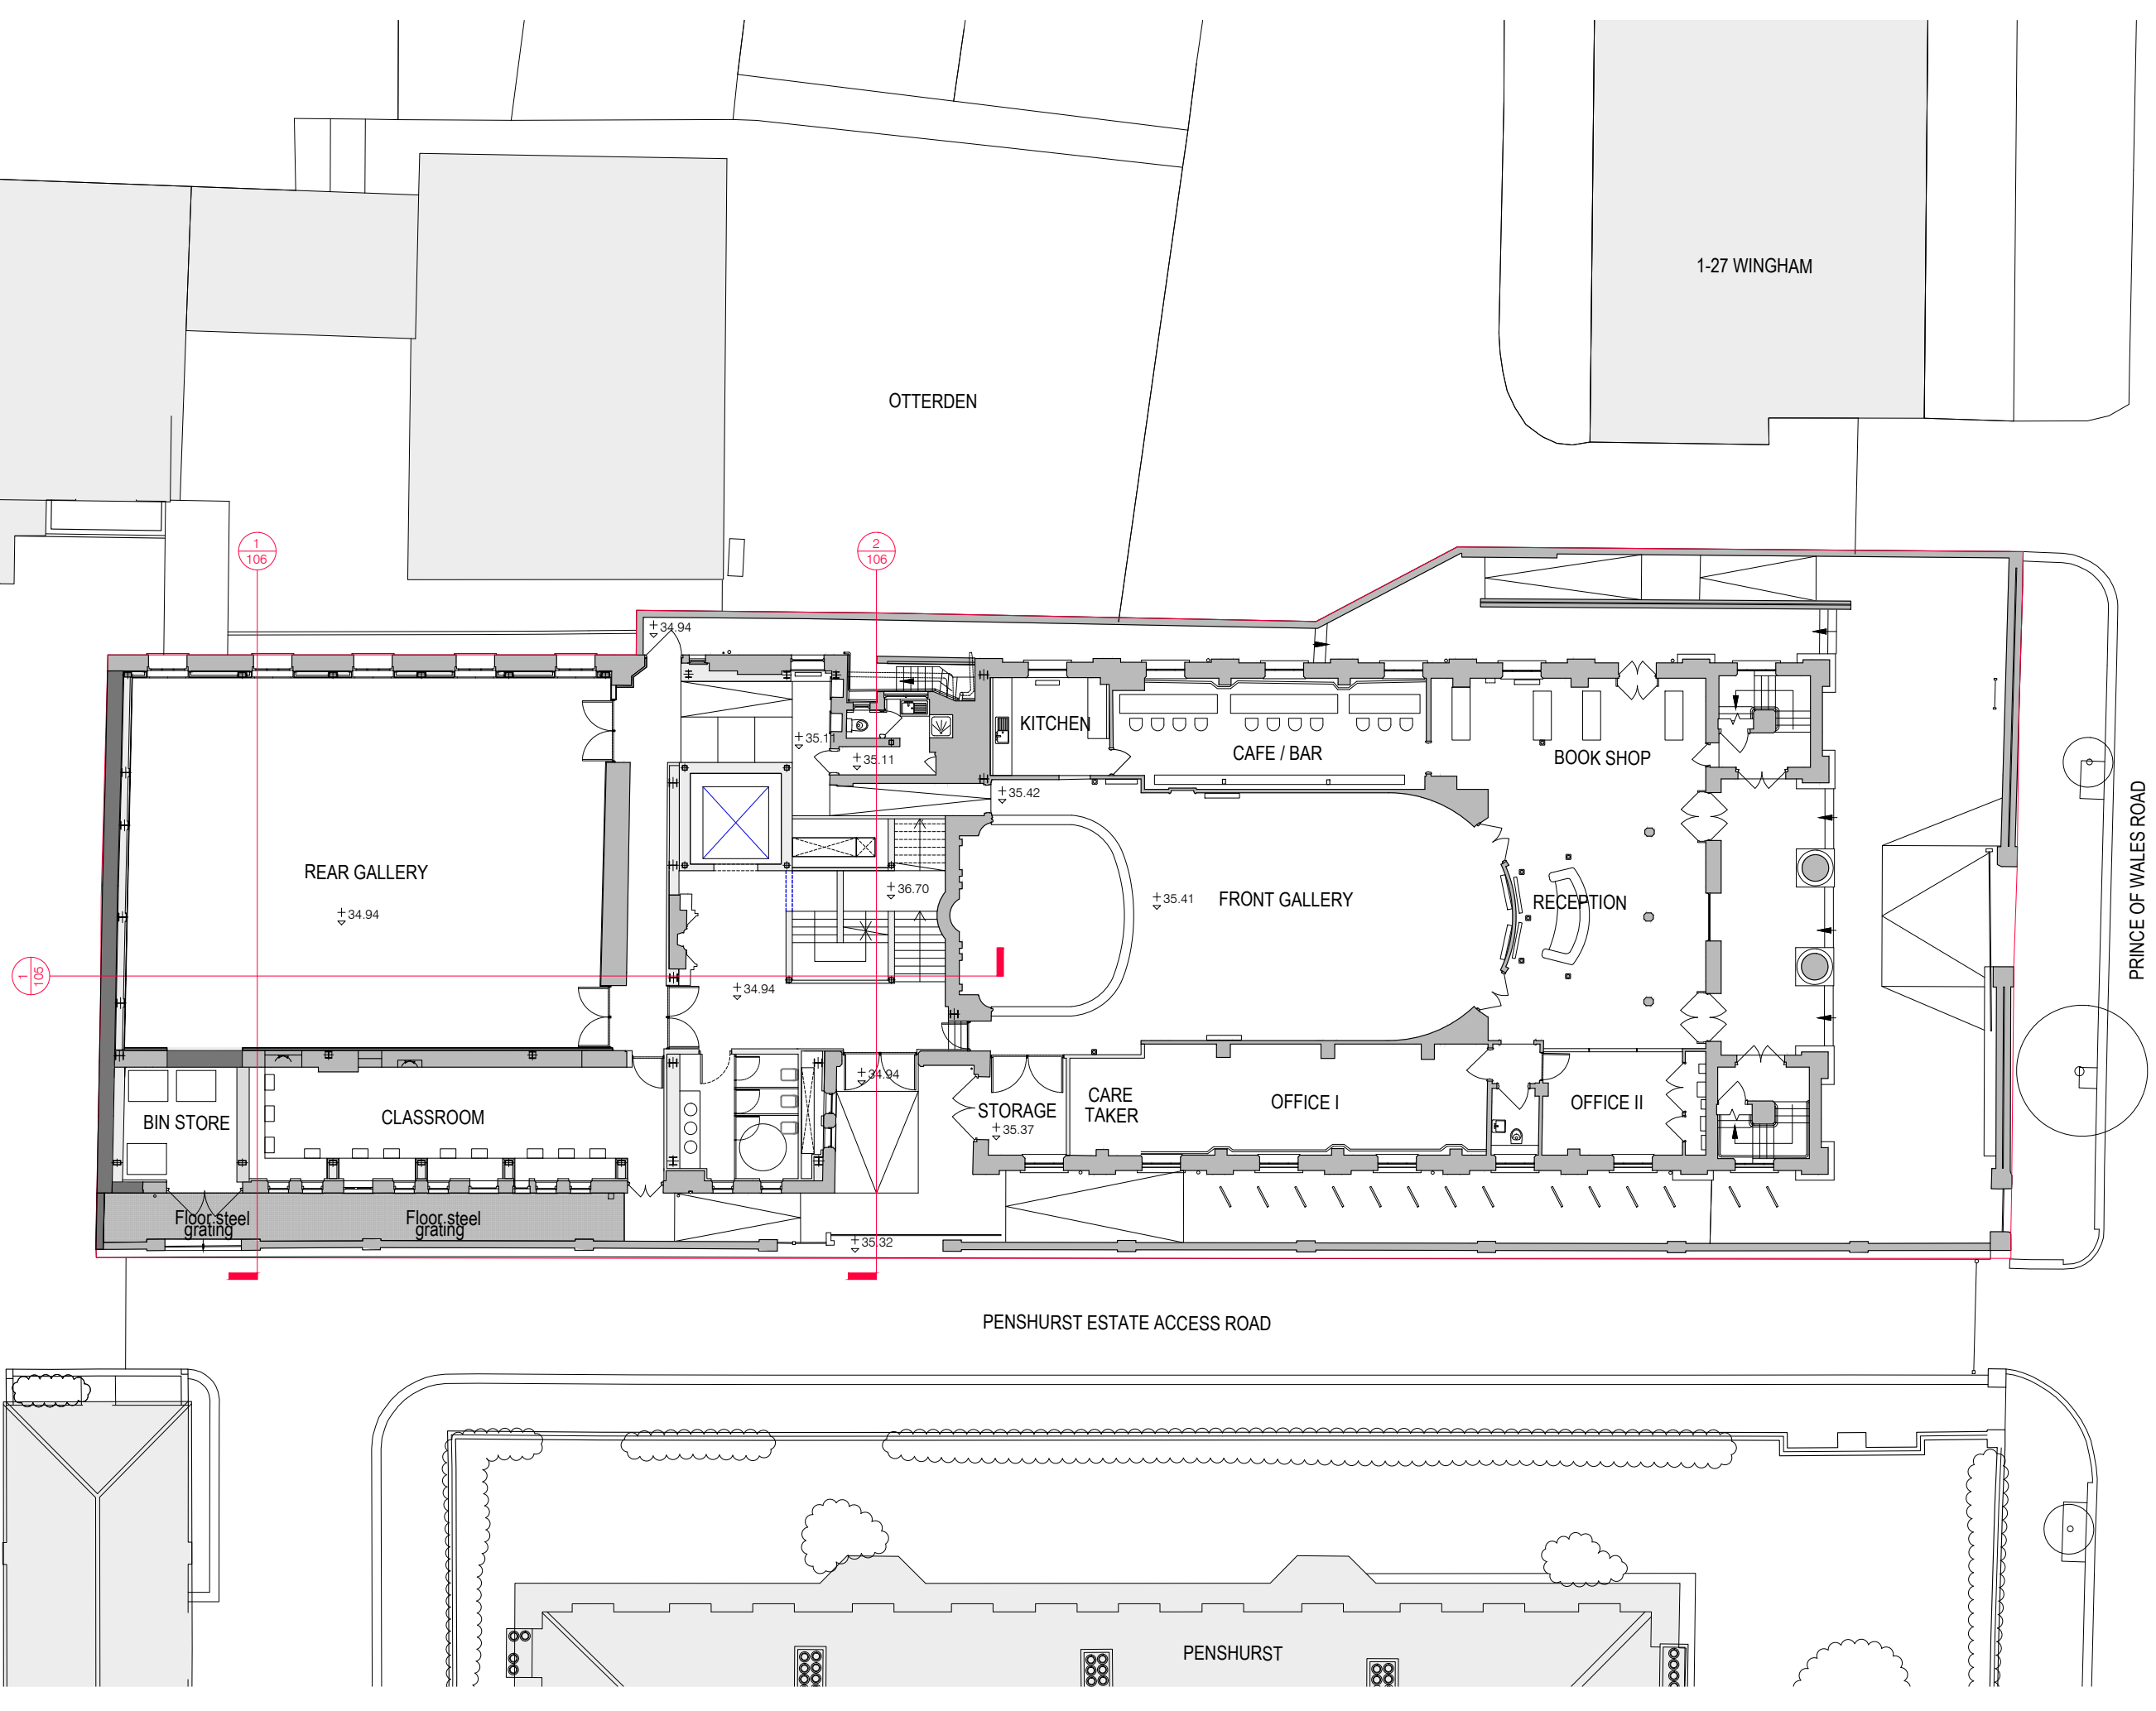 1-27 WINGHAM
OTTERDEN
1
106
2
106
34.94
KITCHEN
35.11
CAFE / BAR
BOOK SHOP
35.11
35.42
PRINCE OF WALES ROAD
REAR GALLERY
36.70
35.41
FRONT GALLERY
RECEPTION
34.94
1
105
34.94
34.94
BIN STORE
CLASSROOM
STORAGE
35.37
CARE
TAKER
OFFICE I
OFFICE II
Floor steel
grating
Floor steel
grating
35.32
PENSHURST ESTATE ACCESS ROAD
PENSHURST